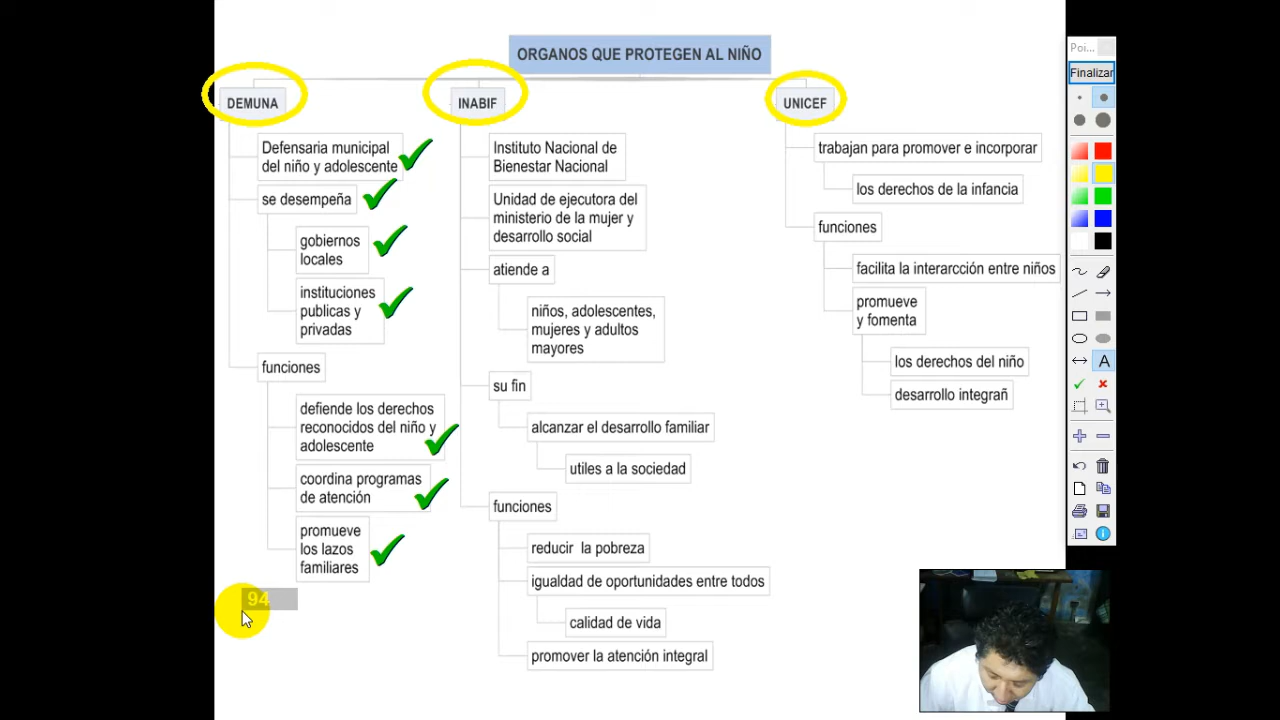 ORGANOS QUE PROTEGEN AL NIÑO
DEMUNA
Defensaria municipal
del niño y adolescente
se desempeña
gobiernos
locales
instituciones
publicas y
privadas
funciones
defiende los derechos
reconocidos del niño y
adolescente
coordina programas
de atención
promueve
los lazos
familiares
94
INABIF
Instituto Nacional de
Bienestar Nacional
Unidad de ejecutora del
ministerio de la mujer y
desarrollo social
atiende a
niños, adolescentes,
mujeres y adultos
mayores
su fin
alcanzar el desarrollo familiar
utiles a la sociedad
funciones
reducir la pobreza
igualdad de oportunidades entre todos
calidad de vida
promover la atención integral
UNICEF
trabajan para promover e incorporar
los derechos de la infancia
funciones
facilita la interarcción entre niños
promueve
y fomenta
los derechos del niño
desarrollo integrañ
Poi...
Finalizar
A